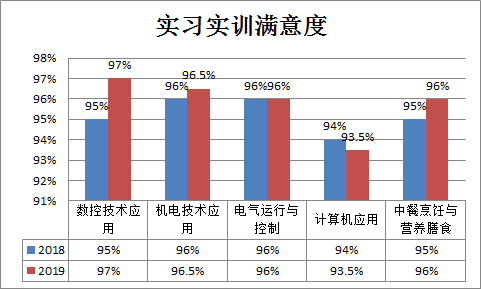 实习实训满意度
98%
97%
96%
95%
94%
93%
92%
91%
95%
97%
96%
96.5%
96%
96%
94%
93.5%
95%
96%
数控技术应
用
机电技术应
用
电气运行与
控制
计算机应用
中餐烹饪与
营养膳食
2018 95% 96% 96% 94% 95%
2019 97% 96.5% 96% 93.5% 96%